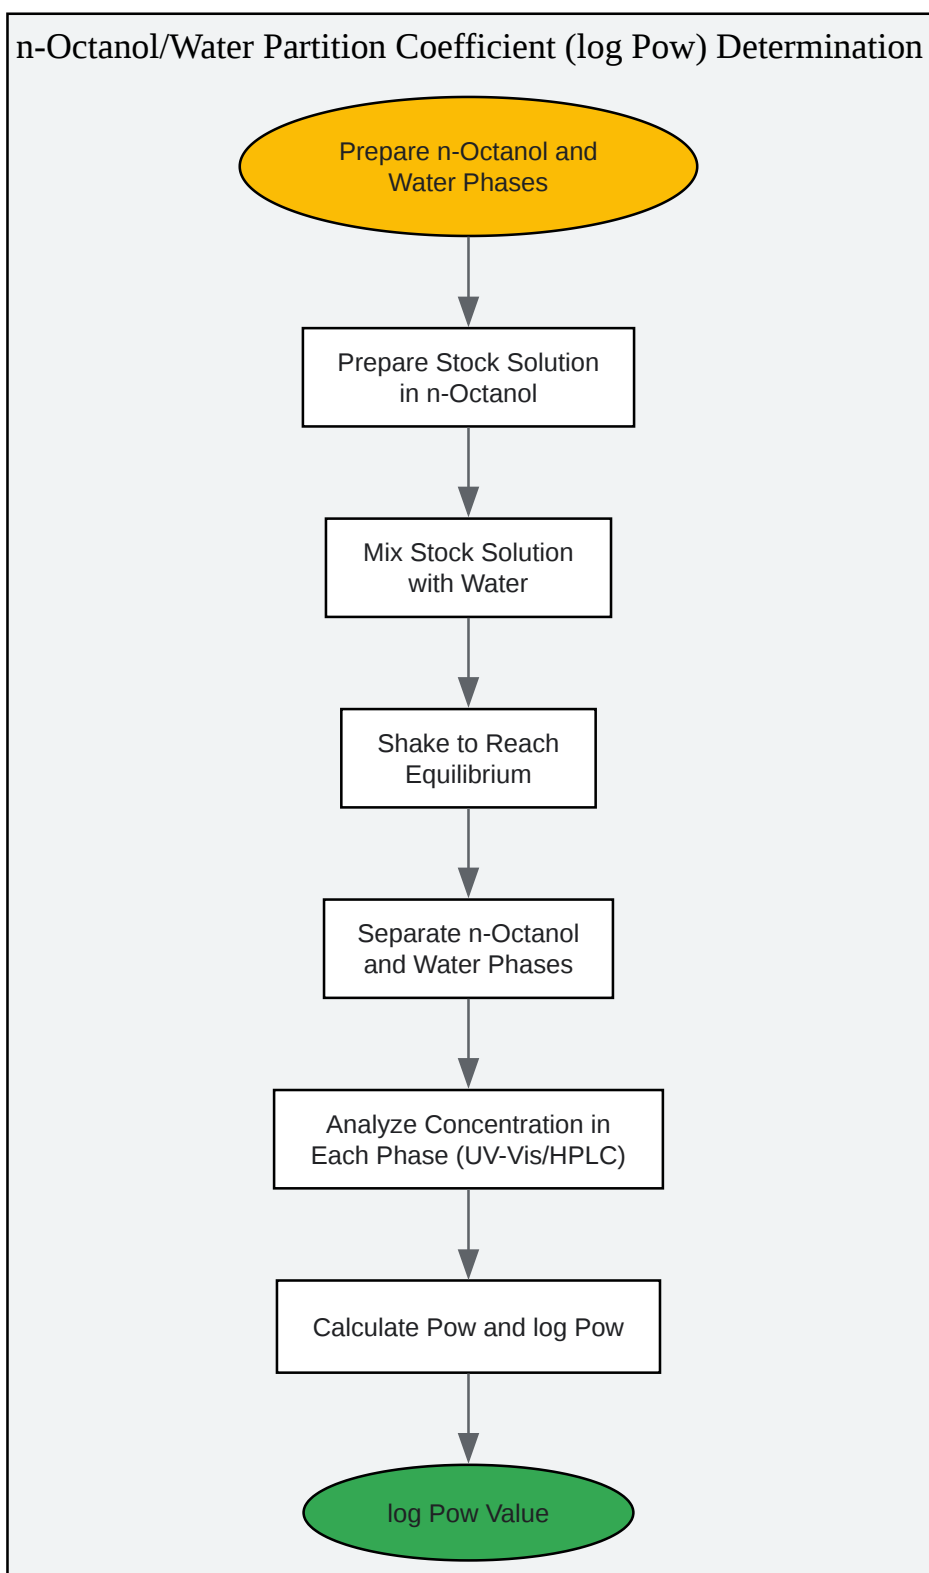 n-Octanol/Water Partition Coefficient (log Pow) Determination
Prepare n-Octanol and
Water Phases
Prepare Stock Solution
in n-Octanol
Mix Stock Solution
with Water
Shake to Reach
Equilibrium
Separate n-Octanol
and Water Phases
Analyze Concentration in
Each Phase (UV-Vis/HPLC)
Calculate Pow and log Pow
log Pow Value